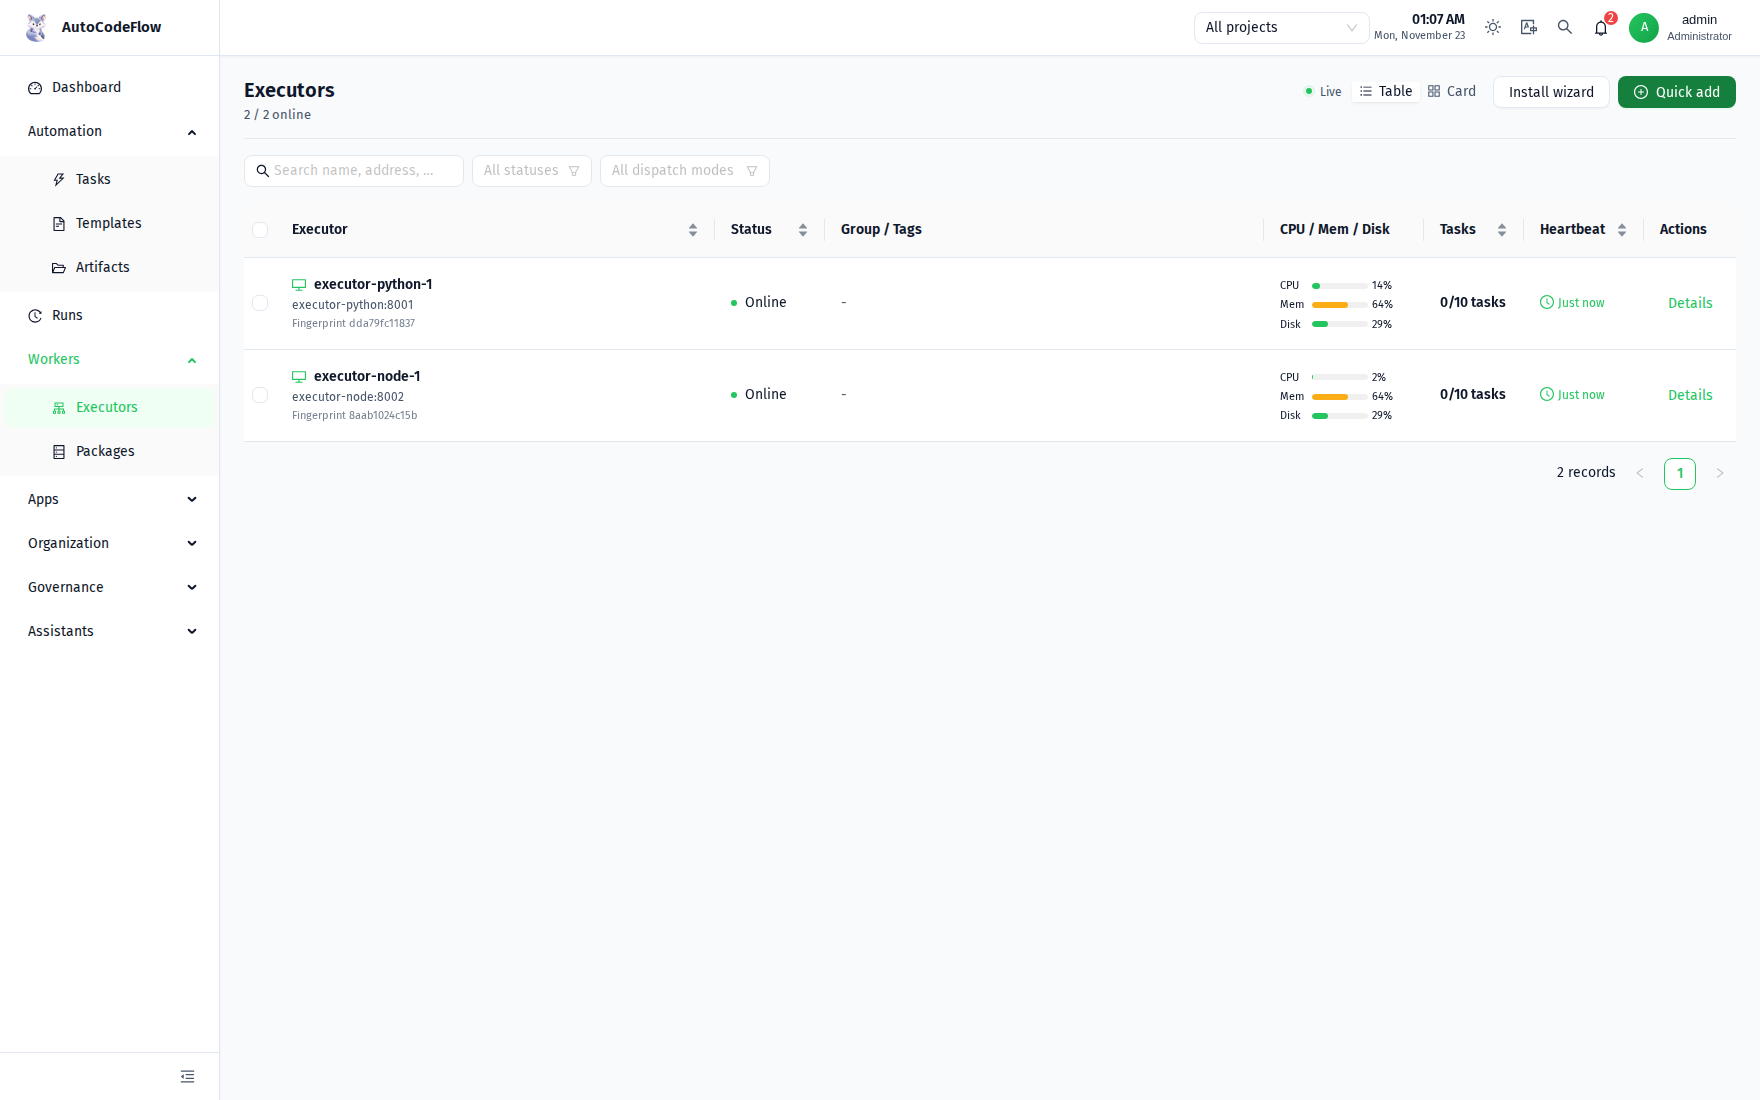 AutoCodeFlow
All projects
01:07 AM
Mon, November 23
2
A
admin
Administrator
Dashboard
Automation
Tasks
Templates
Artifacts
Runs
Workers
Executors
Packages
Apps
Organization
Governance
Assistants
Executors
2 / 2 online
Live
Table
Card
Install wizard
Quick add
Search name, address, ...
All statuses
All dispatch modes
Executor
Status
Group / Tags
CPU / Mem / Disk
Tasks
Heartbeat
Actions
executor-python-1
executor-python:8001
Fingerprint dda79fc11837
Online
-
CPU 14%
Mem 64%
Disk 29%
0/10 tasks
Just now
Details
executor-node-1
executor-node:8002
Fingerprint 8aab1024c15b
Online
-
CPU 2%
Mem 64%
Disk 29%
0/10 tasks
Just now
Details
2 records
1